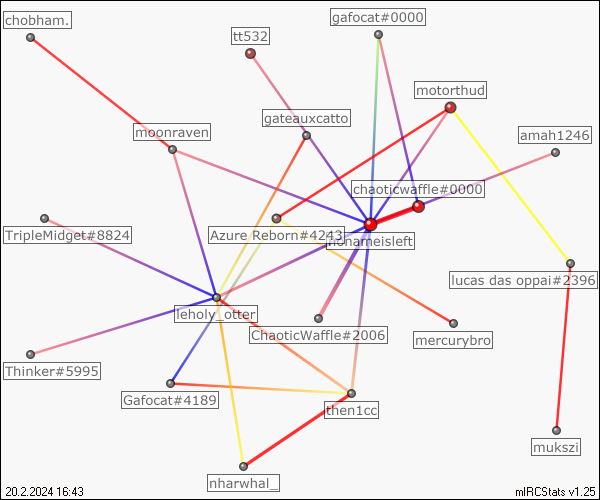 chobham.
gafocat#0000
tt532
motorthud
gateauxcatto
moonraven
amah1246
chaoticwaffle#0000
TripleMidget#8824
Azure Reborn#4243
nonameisleft
lucas das oppai#2396
leholy_otter
ChaoticWaffle#2006
mercurybro
Thinker#5995
Gafocat#4189
then1cc
mukszi
nharwhal_
20.2.2024 16:43
mIRCStats v1.25